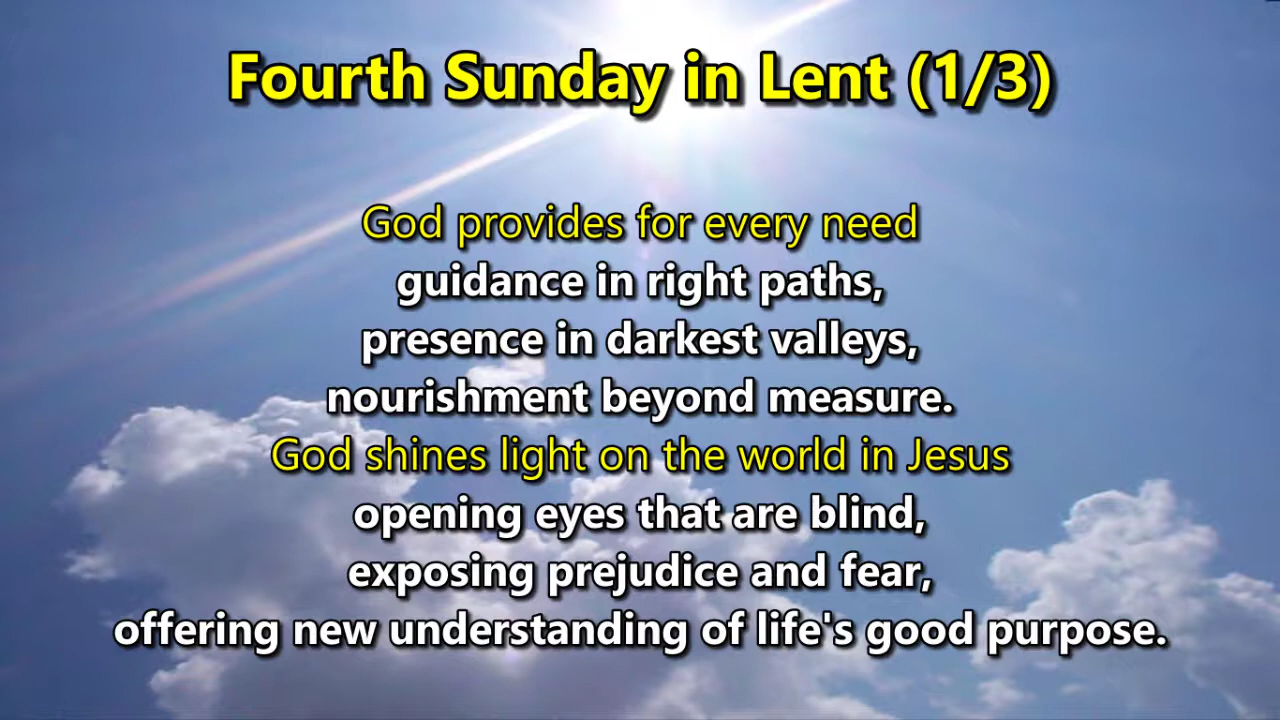 Fourth Sunday in Lent (1/3)
God provides for every need
guidance in right paths,
presence in darkest valleys,
nourishment beyond measure.
God shines light on the world in Jesus
opening eyes that are blind,
exposing prejudice and fear,
offering new understanding of life's good purpose.